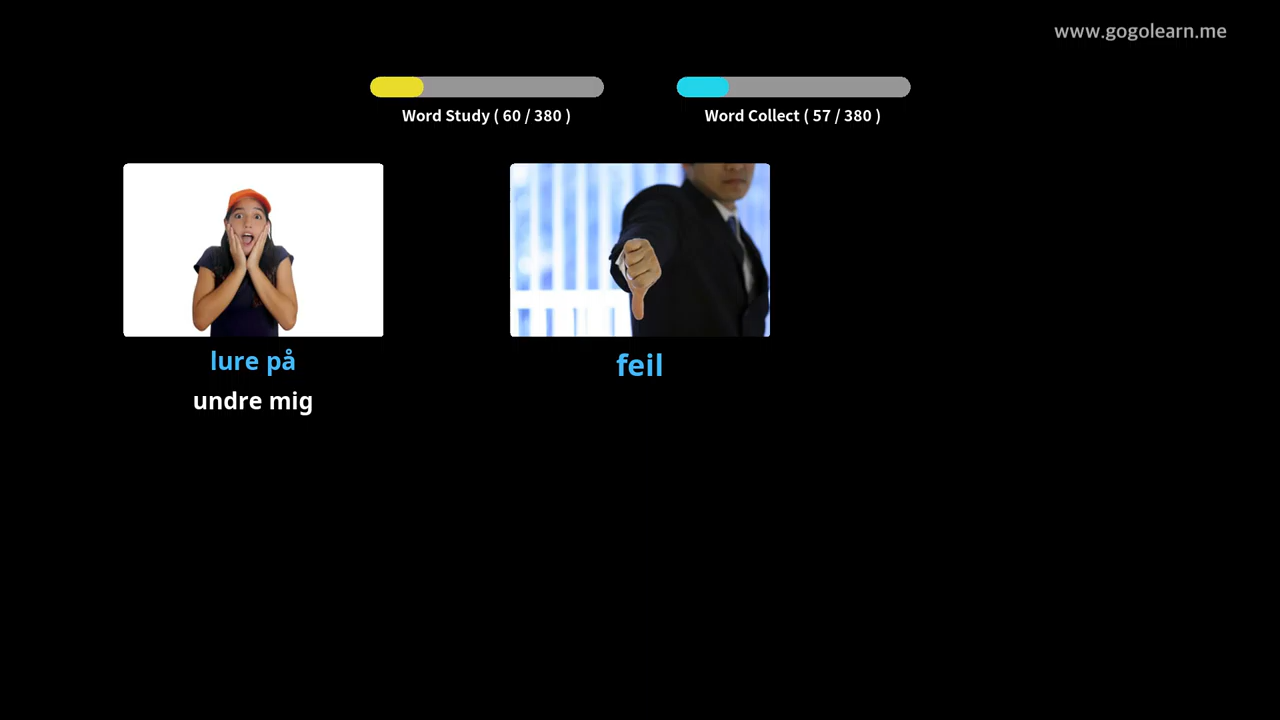 www.gogolearn.me
Word Study ( 60 / 380 )
Word Collect ( 57 / 380 )
lure på
feil
undre mig